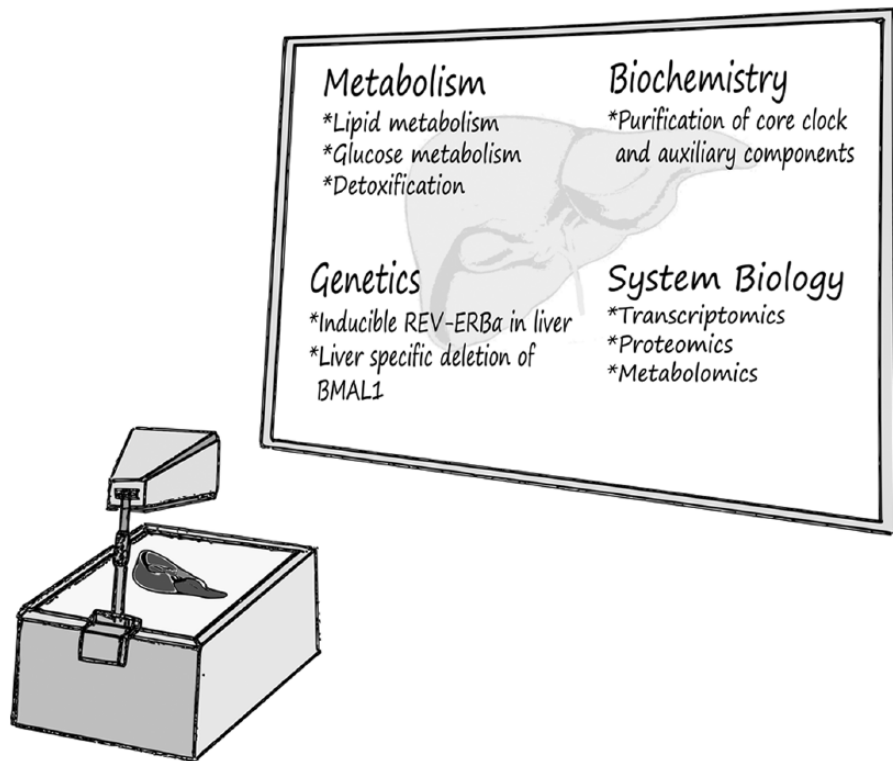 Metabolism
*Lipid metabolism
*Glucose metabolism
*Detoxification
Biochemistry
*Purification of core clock
and auxiliary components
Genetics
*Inducible REV-ERBα in liver
*Liver specific deletion of
BMAL1
System Biology
*Transcriptomics
*Proteomics
*Metabolomics